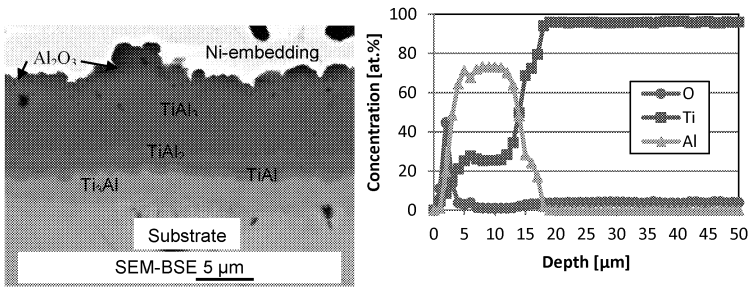 Al₂O₃
Ni-embedding
TiAl₃
TiAl₂
Ti₃Al
TiAl
Substrate
SEM-BSE 5 µm
Concentration [at.%]
100
80
60
40
20
0
O
Ti
Al
0 5 10 15 20 25 30 35 40 45 50
Depth [µm]